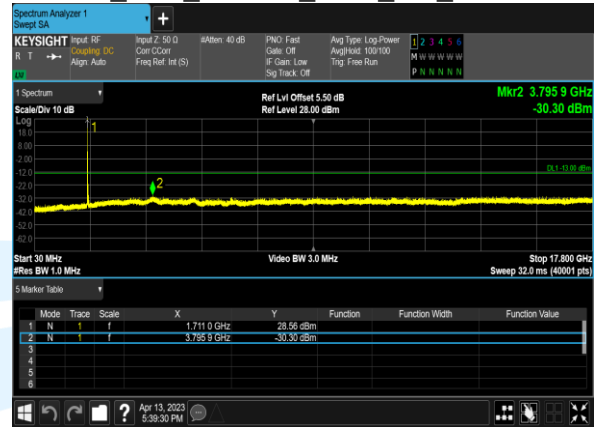 Spectrum Analyzer 1
Swept SA
+
KEYSIGHT Input: RF Input Z: 50 Ω #Atten: 40 dB PNO: Fast Avg Type: Log-Power 1 2 3 4 5 6
R T Coupling: DC Corr CCorr Gate: Off Avg|Hold: 100/100 M W W W W W
Align: Auto Freq Ref: Int (S) IF Gain: Low Trig: Free Run
Sig Track: Off P N N N N N
1 Spectrum Ref Lvl Offset 5.50 dB Mkr2 3.795 9 GHz
Scale/Div 10 dB Ref Level 28.00 dBm -30.30 dBm
Log
18.0 1
8.00
-2.00
-12.0 DL1 -13.00 dBm
-22.0 2
-32.0
-42.0
-52.0
-62.0
Start 30 MHz Video BW 3.0 MHz Stop 17.800 GHz
#Res BW 1.0 MHz Sweep 32.0 ms (40001 pts)
5 Marker Table
Mode Trace Scale X Y Function Function Width Function Value
1 N 1 f 1.711 0 GHz 28.56 dBm
2 N 1 f 3.795 9 GHz -30.30 dBm
3
4
5
6
? Apr 13, 2023
5:39:30 PM